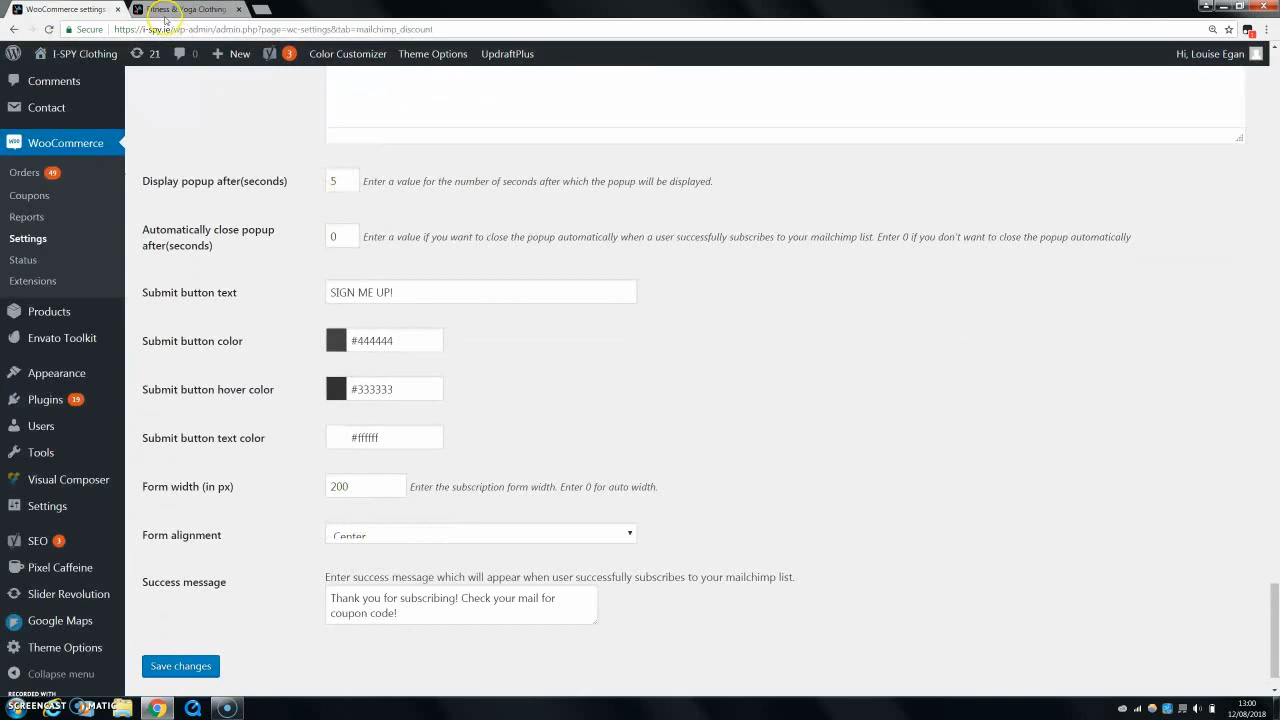 WooCommerce settings
Fitness & Yoga Clothing
Secure
https://i-spy.ie/wp-admin/admin.php?page=wc-settings&tab=mailchimp_discount
I-SPY Clothing
21
0
New
3
Color Customizer
Theme Options
UpdraftPlus
Hi, Louise Egan
Comments
Contact
WooCommerce
Orders 49
Coupons
Reports
Settings
Status
Extensions
Products
Envato Toolkit
Appearance
Plugins 19
Users
Tools
Visual Composer
Settings
SEO 3
Pixel Caffeine
Slider Revolution
Google Maps
Theme Options
Collapse menu
Display popup after(seconds)
5
Enter a value for the number of seconds after which the popup will be displayed.
Automatically close popup
after(seconds)
0
Enter a value if you want to close the popup automatically when a user successfully subscribes to your mailchimp list. Enter 0 if you don't want to close the popup automatically
Submit button text
SIGN ME UP!
Submit button color
#444444
Submit button hover color
#333333
Submit button text color
#ffffff
Form width (in px)
200
Enter the subscription form width. Enter 0 for auto width.
Form alignment
Center
Success message
Enter success message which will appear when user successfully subscribes to your mailchimp list.
Thank you for subscribing! Check your mail for
coupon code!
Save changes
RECORDED WITH
SCREENCAST MATIC
13:00
12/08/2018